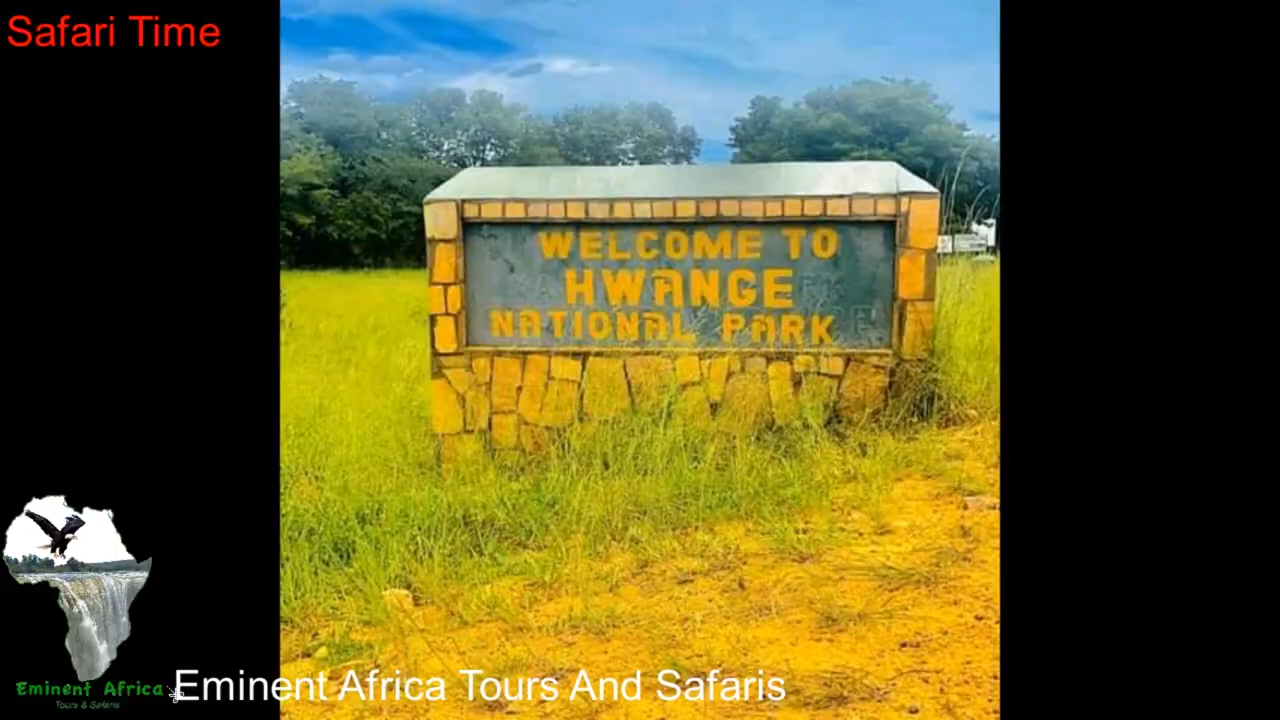 Safari Time
WELCOME TO
HWANGE
NATIONAL PARK
Eminent Africa
Tours & Safaris
Eminent Africa Tours And Safaris